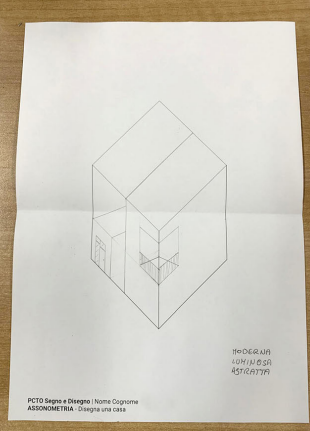 MODERNA
LUMINOSA
ASTRATTA
PCTO Segno e Disegno | Nome Cognome
ASSONOMETRIA - Disegna una casa